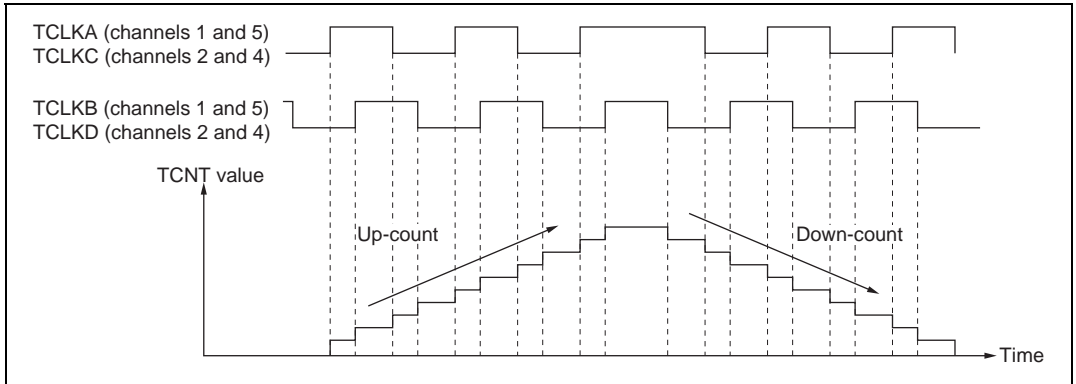 TCLKA (channels 1 and 5)
TCLKC (channels 2 and 4)
TCLKB (channels 1 and 5)
TCLKD (channels 2 and 4)
TCNT value
Up-count
Down-count
Time